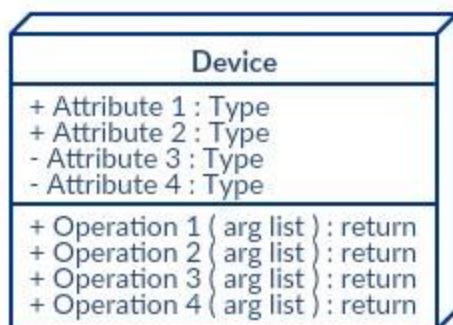 Device
+ Attribute 1 : Type
+ Attribute 2 : Type
- Attribute 3 : Type
- Attribute 4 : Type
+ Operation 1 ( arg list ) : return
+ Operation 2 ( arg list ) : return
+ Operation 3 ( arg list ) : return
+ Operation 4 ( arg list ) : return